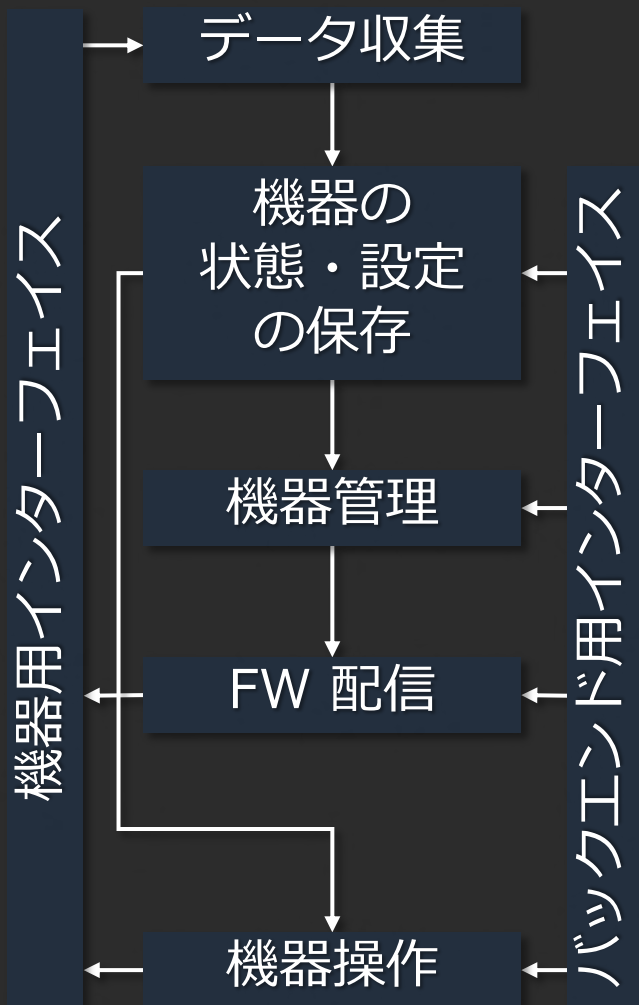 機器用インターフェイス
データ収集
機器の
状態・設定
の保存
機器管理
FW 配信
機器操作
バックエンド用インターフェイス